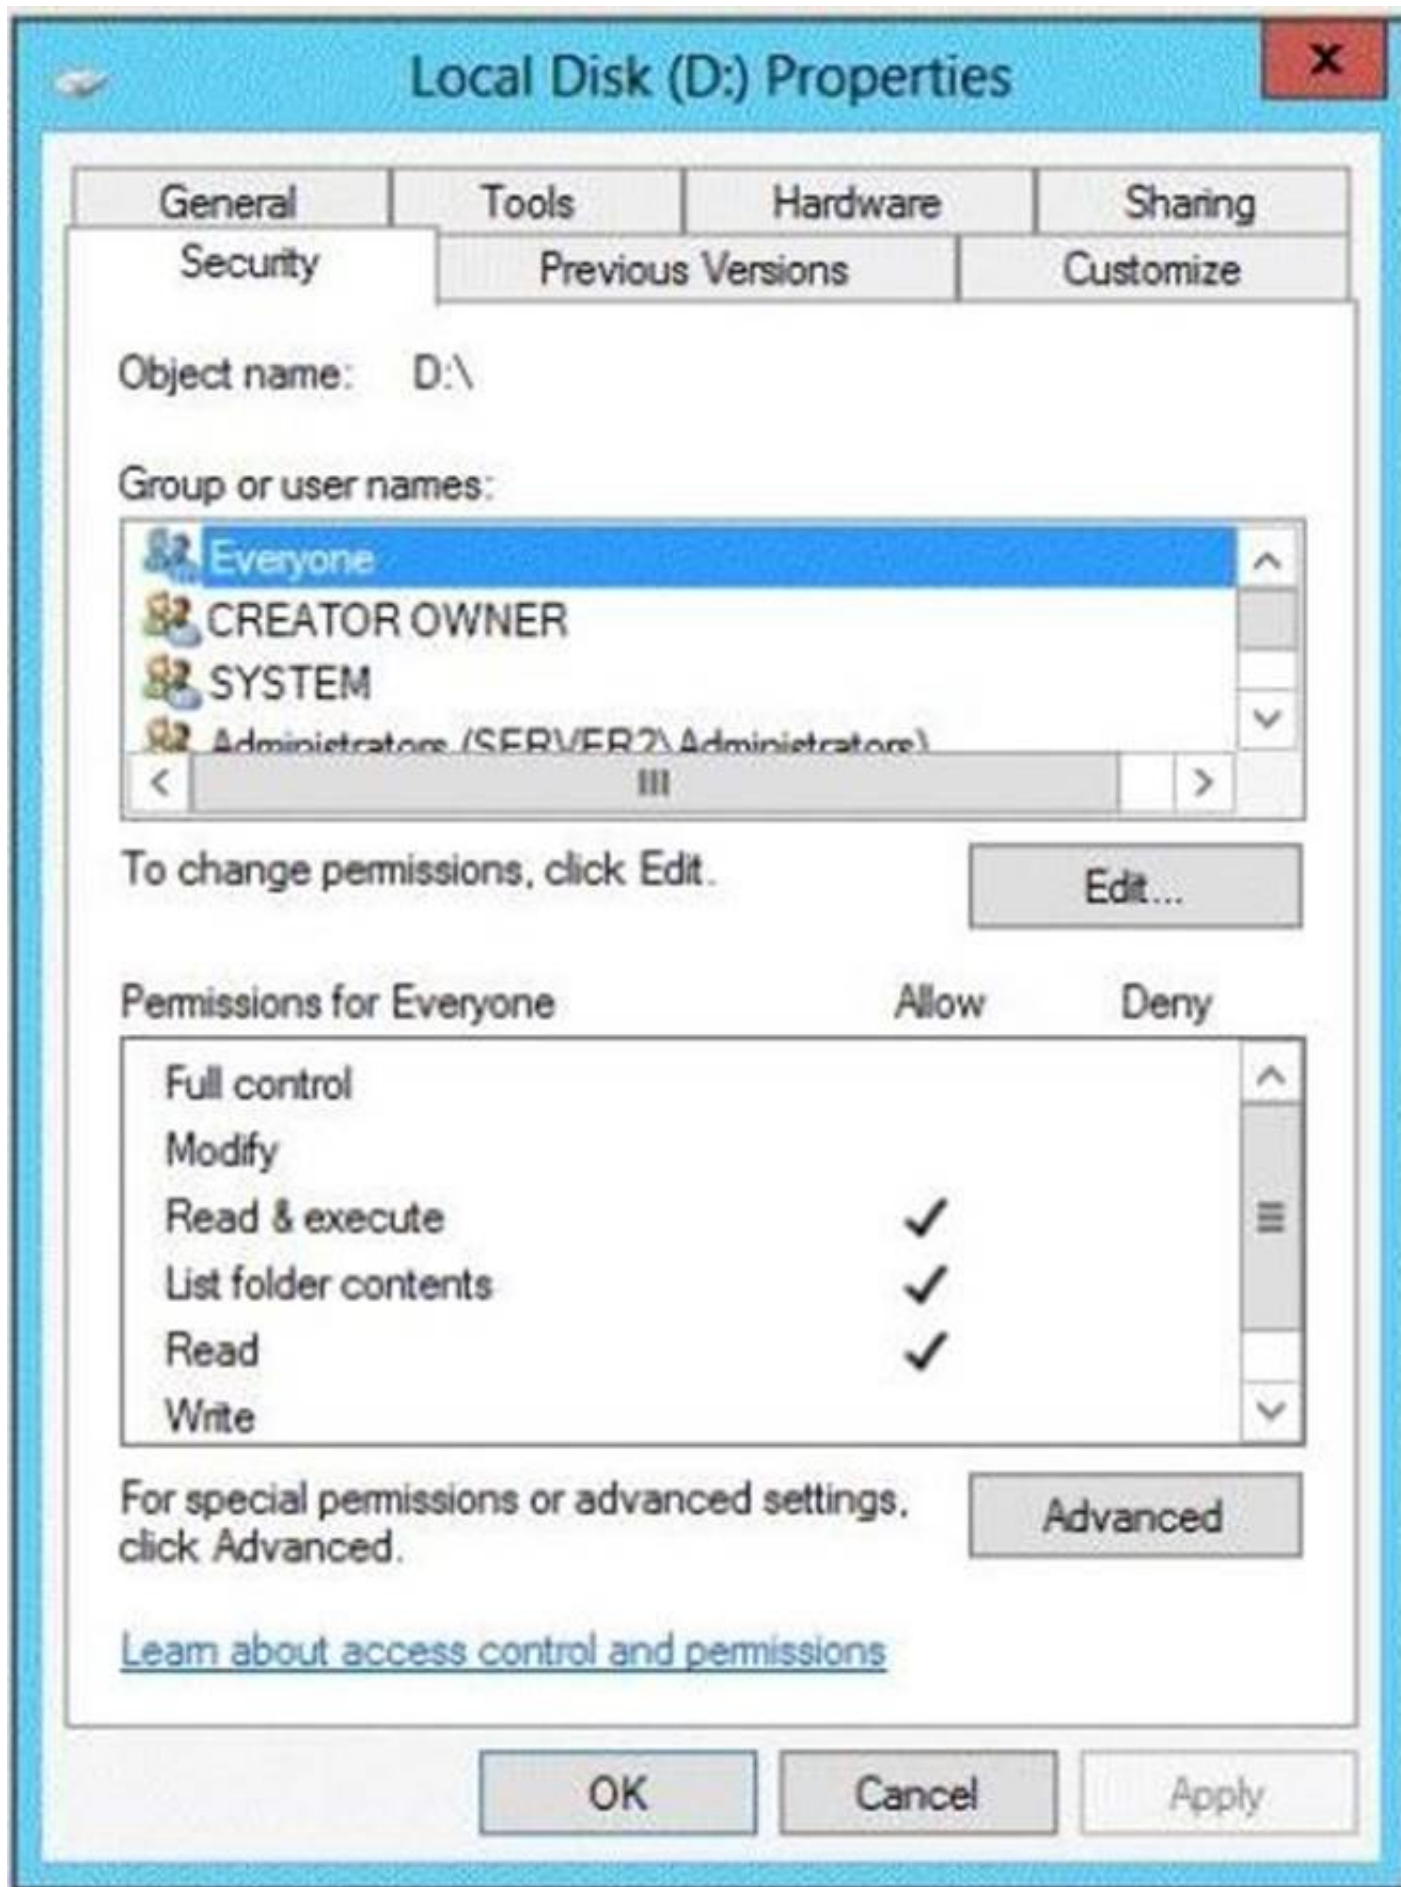 Local Disk (D:) Properties
x
General Tools Hardware Sharing
Security Previous Versions Customize
Object name: D:\
Group or user names:
Everyone
CREATOR OWNER
SYSTEM
Administrators (SERVER2\Administrators)
To change permissions, click Edit.
Edit...
Permissions for Everyone Allow Deny
Full control
Modify
Read & execute
List folder contents
Read
Write
For special permissions or advanced settings,
click Advanced.
Advanced
Learn about access control and permissions
OK Cancel Apply